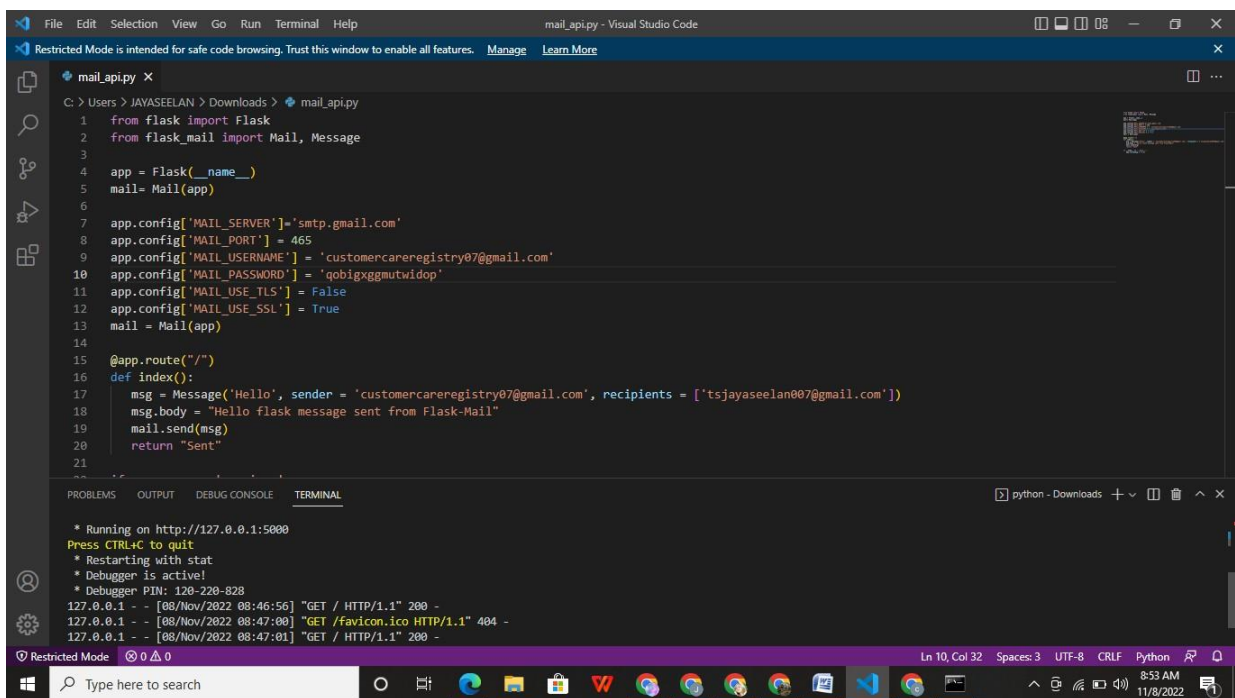 File Edit Selection View Go Run Terminal Help mail_api.py - Visual Studio Code
Restricted Mode is intended for safe code browsing. Trust this window to enable all features. Manage Learn More
mail_api.py
C: > Users > JAYASEELAN > Downloads > mail_api.py
1 from flask import Flask
2 from flask_mail import Mail, Message
3
4 app = Flask(__name__)
5 mail= Mail(app)
6
7 app.config['MAIL_SERVER']='smtp.gmail.com'
8 app.config['MAIL_PORT'] = 465
9 app.config['MAIL_USERNAME'] = 'customercareregistry07@gmail.com'
10 app.config['MAIL_PASSWORD'] = 'qobigxggmutwidop'
11 app.config['MAIL_USE_TLS'] = False
12 app.config['MAIL_USE_SSL'] = True
13 mail = Mail(app)
14
15 @app.route("/")
16 def index():
17 msg = Message('Hello', sender = 'customercareregistry07@gmail.com', recipients = ['tsjayaseelan007@gmail.com'])
18 msg.body = "Hello flask message sent from Flask-Mail"
19 mail.send(msg)
20 return "Sent"
21
PROBLEMS OUTPUT DEBUG CONSOLE TERMINAL python - Downloads
* Running on http://127.0.0.1:5000
Press CTRL+C to quit
* Restarting with stat
* Debugger is active!
* Debugger PIN: 120-220-828
127.0.0.1 - - [08/Nov/2022 08:46:56] "GET / HTTP/1.1" 200 -
127.0.0.1 - - [08/Nov/2022 08:47:00] "GET /favicon.ico HTTP/1.1" 404 -
127.0.0.1 - - [08/Nov/2022 08:47:01] "GET / HTTP/1.1" 200 -
Restricted Mode 0 0 Ln 10, Col 32 Spaces: 3 UTF-8 CRLF Python
Type here to search 8:53 AM
11/8/2022